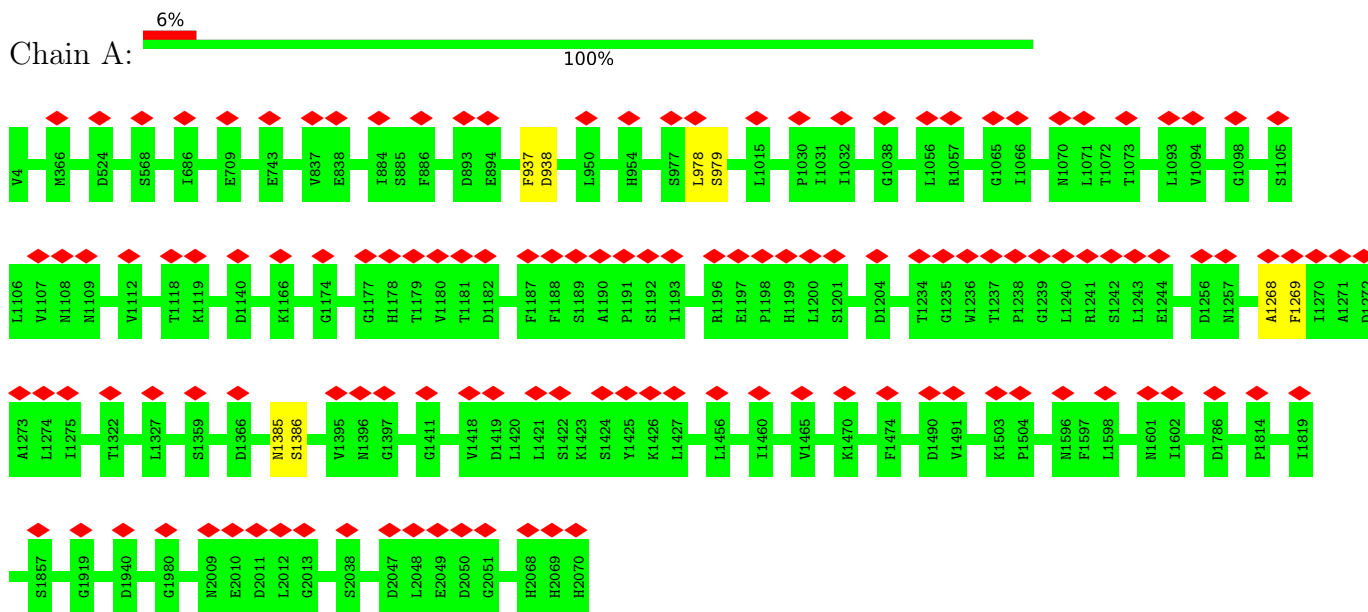 6%
Chain A:
100%
V4 M366 D524 S568 I686 E709 E743 V837 E838 I884 S885 F886 D893 E894 F937 D938 L950 H954 S977 L978 S979 L1015 P1030 I1031 I1032 G1038 L1056 R1057 G1065 I1066 N1070 L1071 T1072 T1073 L1093 V1094 G1098 S1105
L1106 V1107 N1108 N1109 V1112 T1118 K1119 D1140 K1166 G1174 G1177 H1178 T1179 V1180 T1181 D1182 F1187 F1188 S1189 A1190 P1191 S1192 I1193 R1196 E1197 P1198 H1199 L1200 S1201 D1204 T1234 G1235 W1236 T1237 P1238 G1239 L1240 R1241 S1242 L1243 E1244 D1256 N1257 A1268 F1269 I1270 A1271 D1272
A1273 L1274 I1275 T1322 L1327 S1359 D1366 N1385 S1386 V1395 N1396 G1397 G1411 V1418 D1419 L1420 L1421 S1422 K1423 S1424 Y1425 K1426 L1427 L1456 I1460 V1465 K1470 F1474 D1490 V1491 K1503 P1504 N1596 F1597 L1598 N1601 I1602 D1786 P1814 I1819
S1857 G1919 D1940 G1980 N2009 E2010 D2011 L2012 G2013 S2038 D2047 L2048 E2049 D2050 G2051 H2068 H2069 H2070